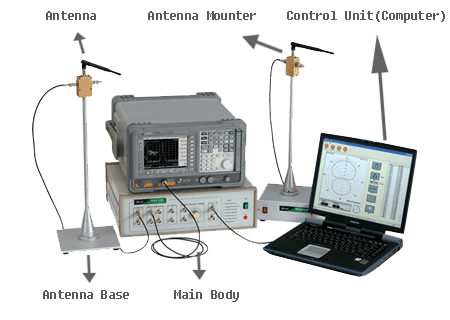 Antenna
Antenna Mounter
Control Unit(Computer)
Antenna Base
Main Body